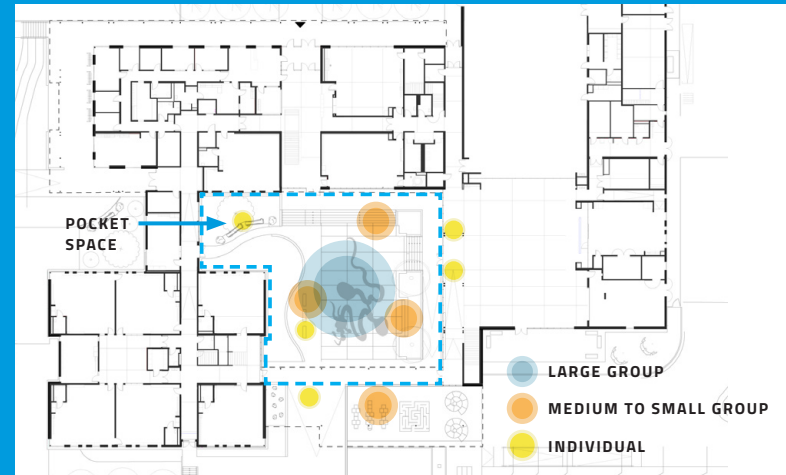 POCKET
SPACE
LARGE GROUP
MEDIUM TO SMALL GROUP
INDIVIDUAL